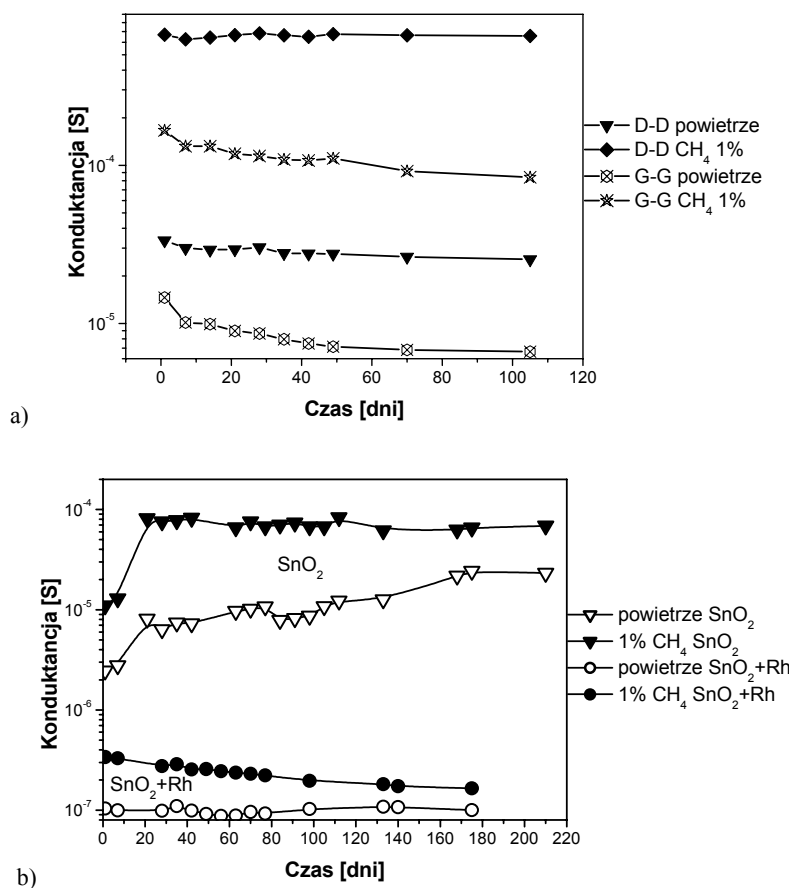 Konduktancja [S]
10⁻⁴
10⁻⁵
0 20 40 60 80 100 120
Czas [dni]
D-D powietrze
D-D CH₄ 1%
G-G powietrze
G-G CH₄ 1%
a)
Konduktancja [S]
10⁻⁴
10⁻⁵
10⁻⁶
10⁻⁷
SnO₂
SnO₂+Rh
0 20 40 60 80 100 120 140 160 180 200 220
Czas [dni]
powietrze SnO₂
1% CH₄ SnO₂
powietrze SnO₂+Rh
1% CH₄ SnO₂+Rh
b)